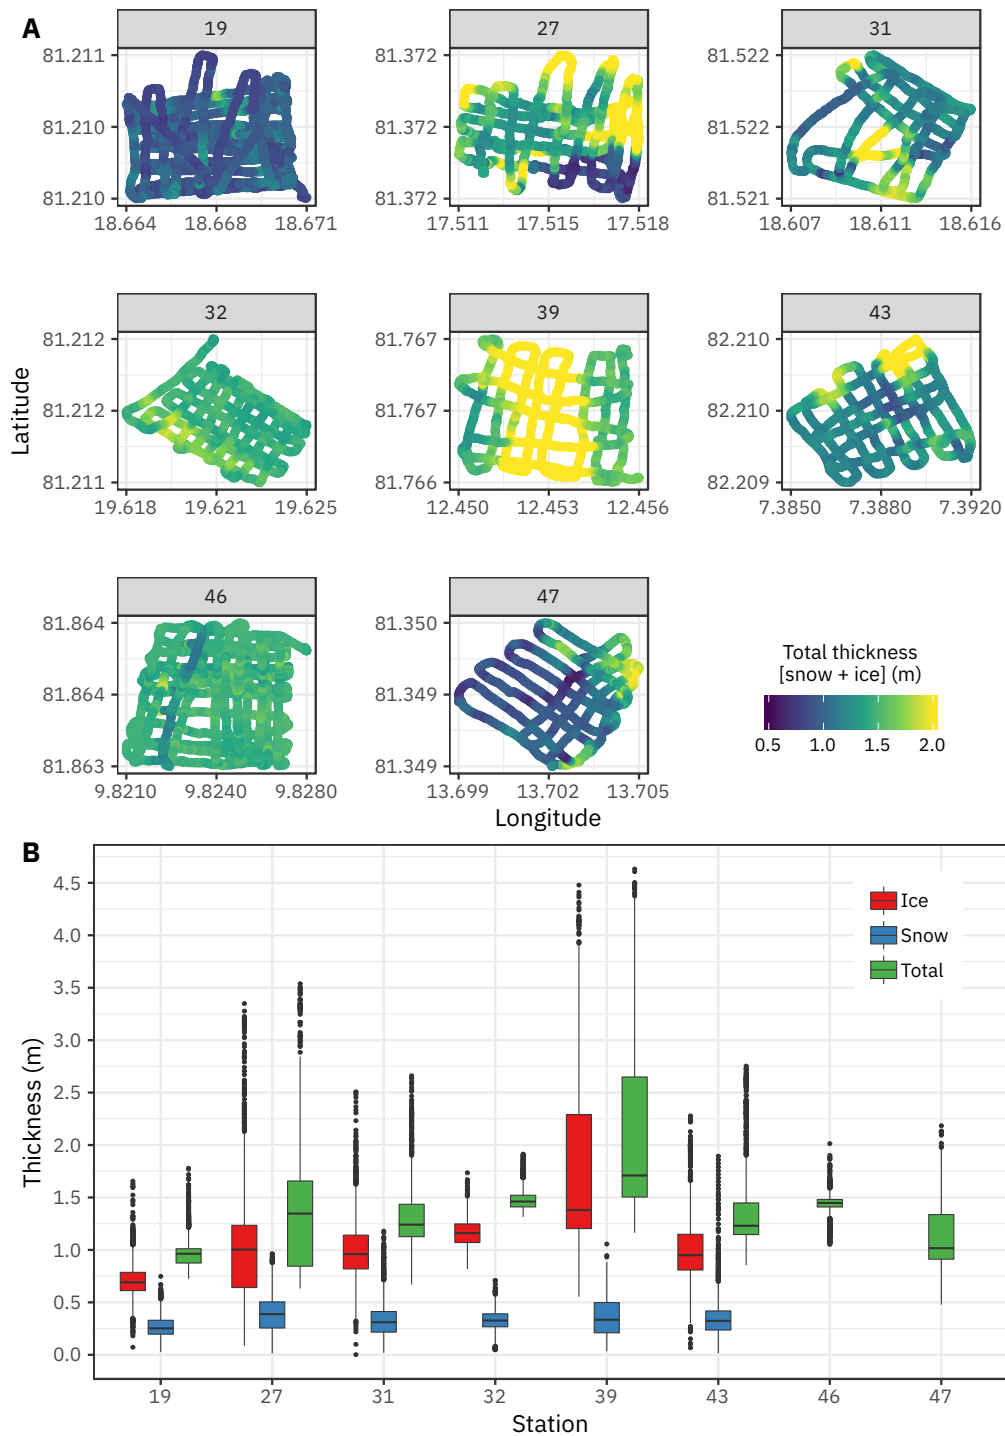 A
19
27
31
81.211
81.210
81.210
81.372
81.372
81.372
81.522
81.522
81.521
18.664 18.668 18.671
17.511 17.515 17.518
18.607 18.611 18.616
32
39
43
81.212
81.212
81.211
81.767
81.767
81.766
82.210
82.210
82.209
19.618 19.621 19.625
12.450 12.453 12.456
7.3850 7.3880 7.3920
Latitude
46
47
81.864
81.864
81.863
81.350
81.349
81.349
9.8210 9.8240 9.8280
13.699 13.702 13.705
Longitude
Total thickness
[snow + ice] (m)
0.5 1.0 1.5 2.0
B
Thickness (m)
4.5
4.0
3.5
3.0
2.5
2.0
1.5
1.0
0.5
0.0
Ice
Snow
Total
19 27 31 32 39 43 46 47
Station